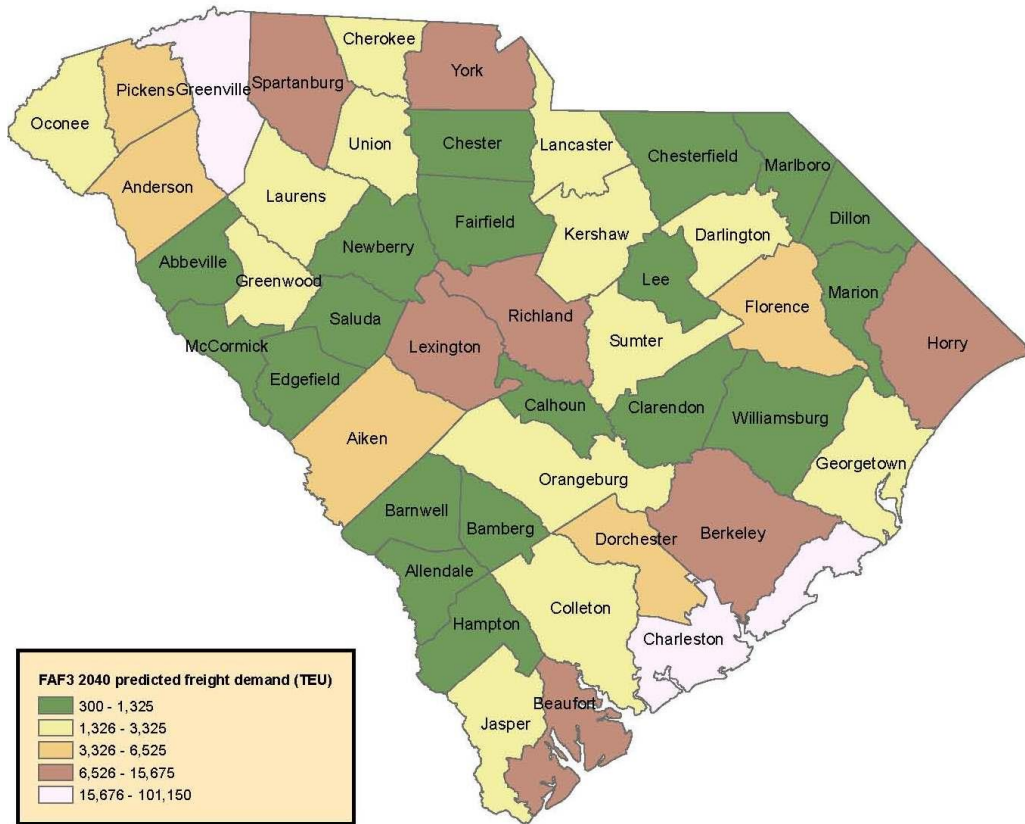 Cherokee
York
Spartanburg
Greenville
Pickens
Oconee
Union
Chester
Lancaster
Chesterfield
Marlboro
Anderson
Laurens
Dillon
Fairfield
Kershaw
Darlington
Newberry
Abbeville
Greenwood
Lee
Marion
Florence
Saluda
Richland
McCormick
Lexington
Sumter
Horry
Edgefield
Calhoun
Clarendon
Williamsburg
Aiken
Georgetown
Orangeburg
Barnwell
Bamberg
Dorchester
Berkeley
Allendale
Colleton
Hampton
Charleston
Beaufort
Jasper
FAF3 2040 predicted freight demand (TEU)
300 - 1,325
1,326 - 3,325
3,326 - 6,525
6,526 - 15,675
15,676 - 101,150